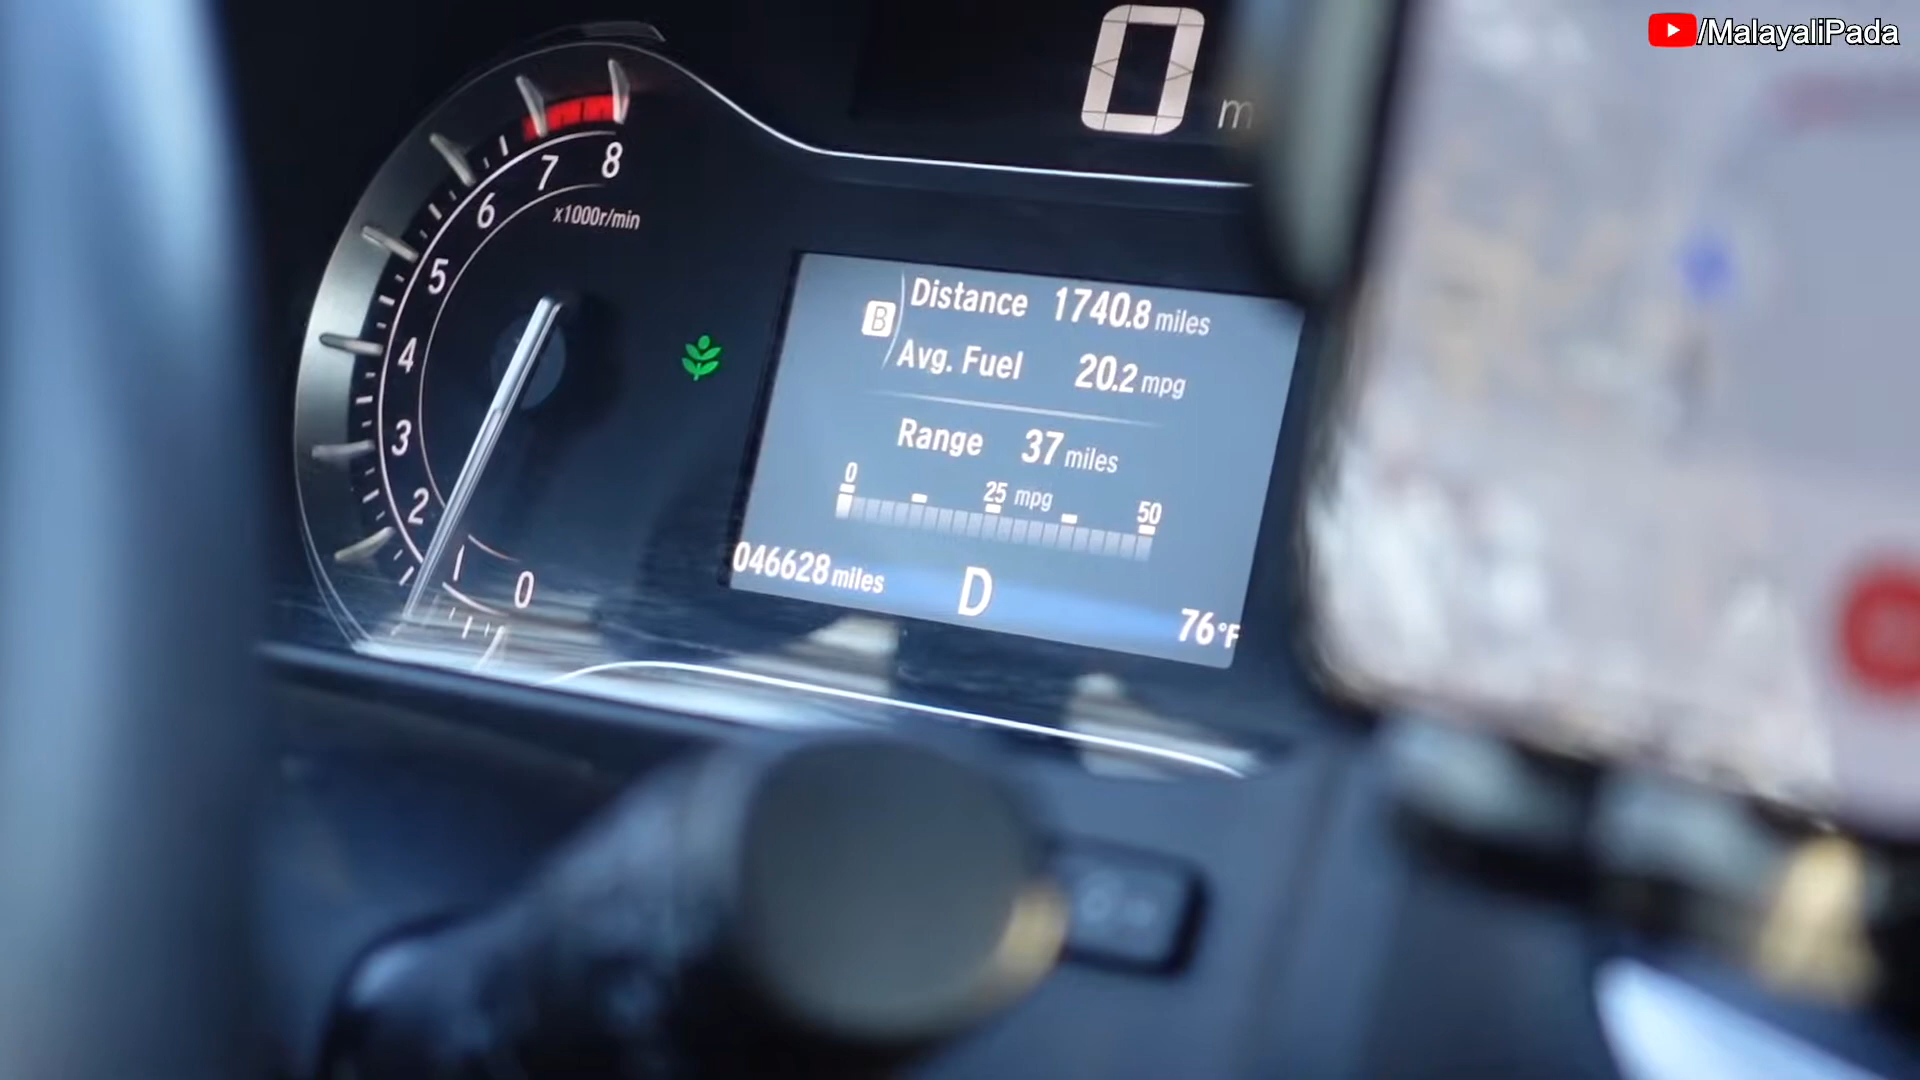 /MalayaliPada
0
8
7
6
x1000r/min
5
4
3
2
1
0
Distance 1740.8 miles
B
Avg. Fuel 20.2 mpg
Range 37 miles
0 25 mpg 50
046628 miles D 76°F